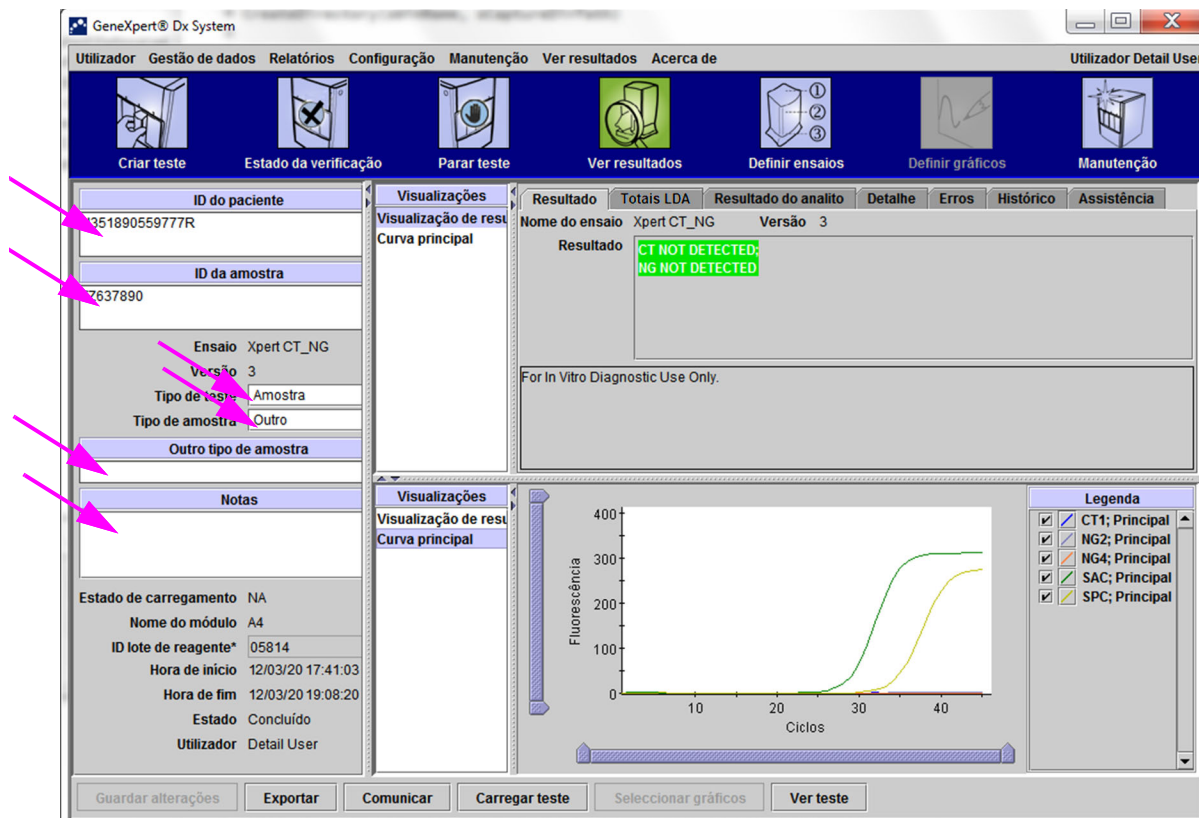 GeneXpert® Dx System
Utilizador Gestão de dados Relatórios Configuração Manutenção Ver resultados Acerca de Utilizador Detail User
Criar teste Estado da verificação Parar teste Ver resultados Definir ensaios Definir gráficos Manutenção
ID do paciente
351890559777R
ID da amostra
7637890
Ensaio Xpert CT_NG
Versão 3
Tipo de teste Amostra
Tipo de amostra Outro
Outro tipo de amostra
Notas
Estado de carregamento NA
Nome do módulo A4
ID lote de reagente* 05814
Hora de início 12/03/20 17:41:03
Hora de fim 12/03/20 19:08:20
Estado Concluído
Utilizador Detail User
Visualizações
Visualização de resu
Curva principal
Resultado Totais LDA Resultado do analito Detalhe Erros Histórico Assistência
Nome do ensaio Xpert CT_NG Versão 3
Resultado CT NOT DETECTED;
NG NOT DETECTED
For In Vitro Diagnostic Use Only.
Visualizações
Visualização de resu
Curva principal
400
300
200
100
0
Fluorescência
10 20 30 40
Ciclos
Legenda
CT1; Principal
NG2; Principal
NG4; Principal
SAC; Principal
SPC; Principal
Guardar alterações Exportar Comunicar Carregar teste Seleccionar gráficos Ver teste